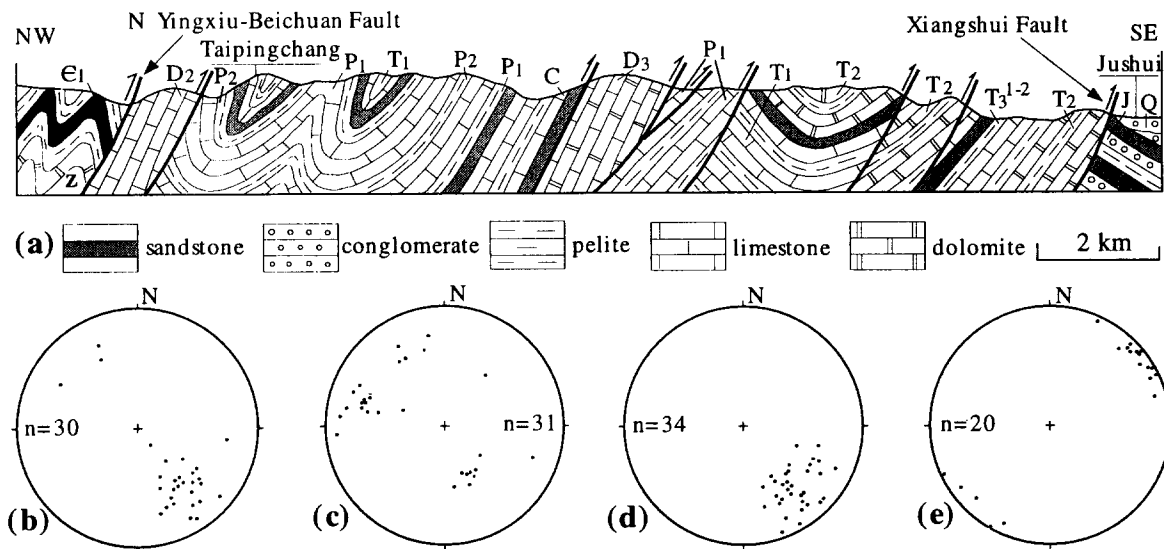 NW
N Yingxiu-Beichuan Fault
Taipingchang
Xiangshui Fault
SE
Jushui
Є1 D2 P2 P1 T1 P2 P1 C D3 P1 T1 T2 T2 T3 1-2 T2 J Q
Z
(a) sandstone conglomerate pelite limestone dolomite 2 km
N N N N
n=30 n=31 n=34 n=20
(b) (c) (d) (e)